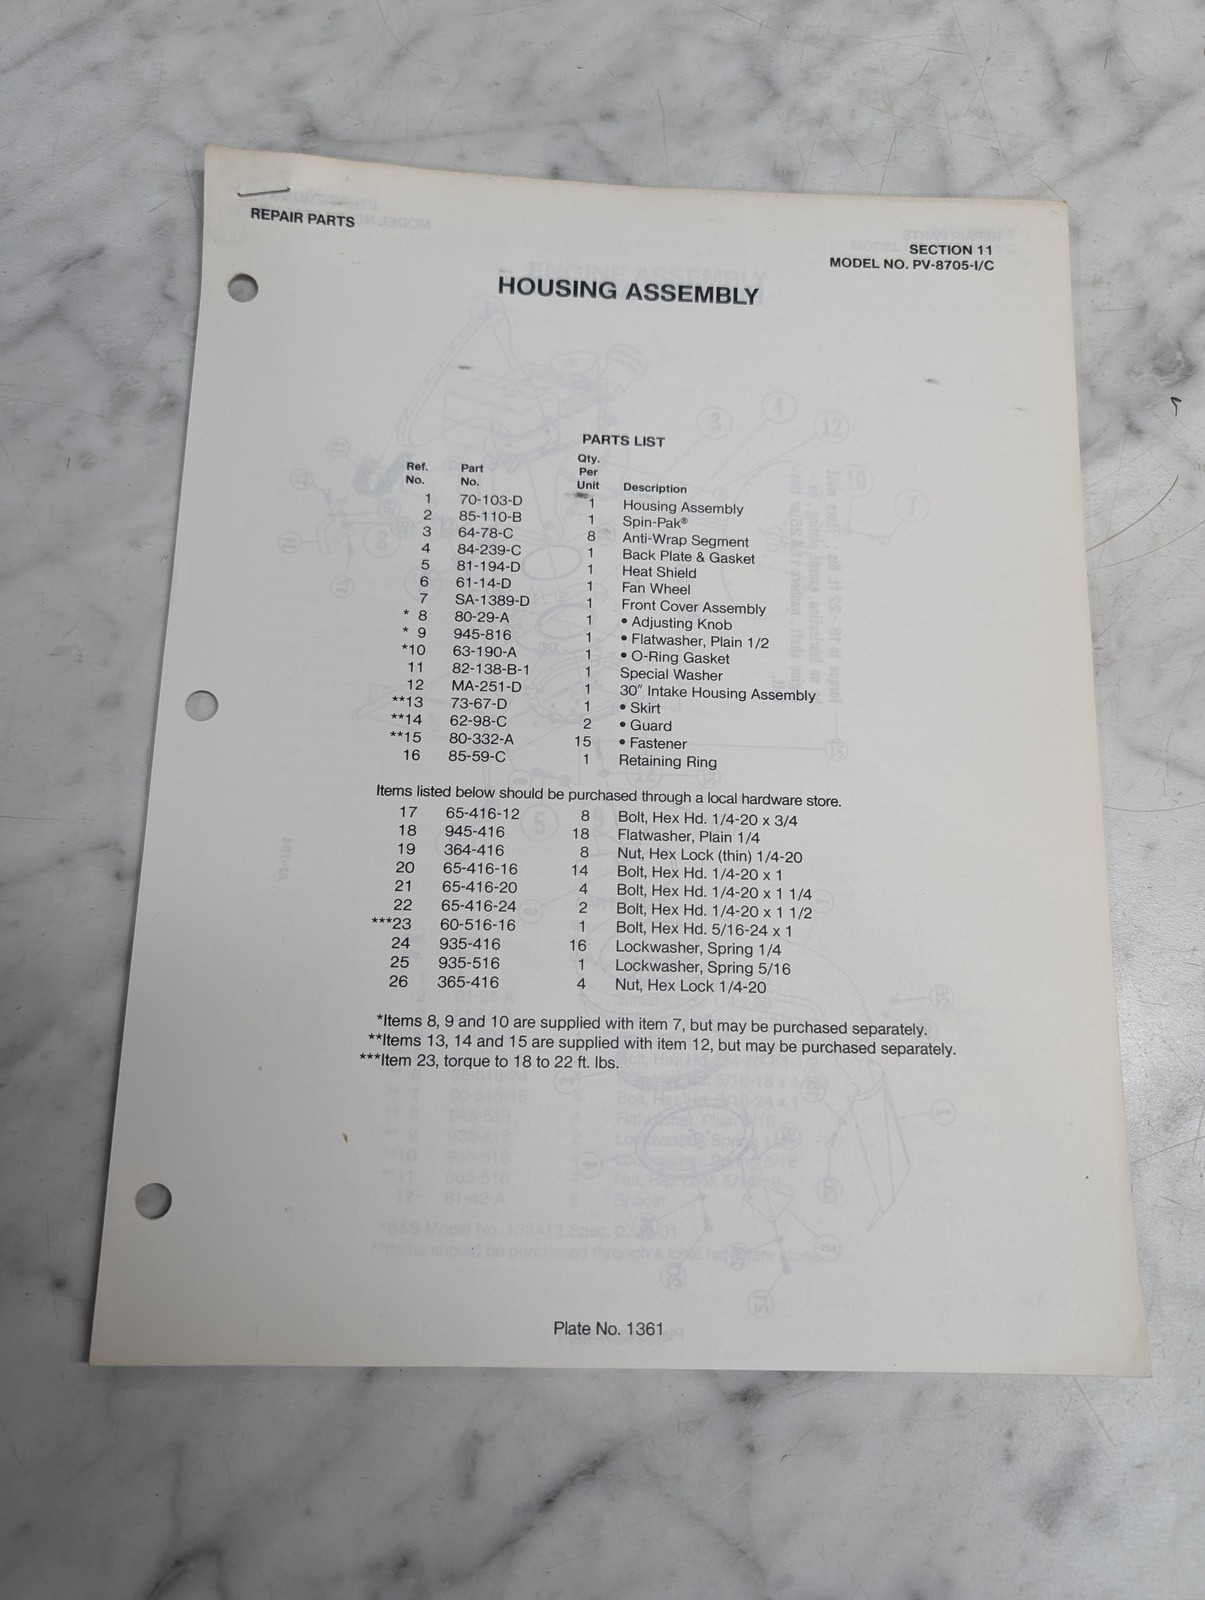 REPAIR PARTS
SECTION 11
MODEL NO. PV-8705-I/C
HOUSING ASSEMBLY
PARTS LIST
Ref. No. Part No. Qty. Per Unit Description
1 70-103-D 1 Housing Assembly
2 85-110-B 1 Spin-Pak®
3 64-78-C 8 Anti-Wrap Segment
4 84-239-C 1 Back Plate & Gasket
5 81-194-D 1 Heat Shield
6 61-14-D 1 Fan Wheel
7 SA-1389-D 1 Front Cover Assembly
* 8 80-29-A 1 • Adjusting Knob
* 9 945-816 1 • Flatwasher, Plain 1/2
*10 63-190-A 1 • O-Ring Gasket
11 82-138-B-1 1 Special Washer
12 MA-251-D 1 30" Intake Housing Assembly
**13 73-67-D 1 • Skirt
**14 62-98-C 2 • Guard
**15 80-332-A 15 • Fastener
16 85-59-C 1 Retaining Ring
Items listed below should be purchased through a local hardware store.
17 65-416-12 8 Bolt, Hex Hd. 1/4-20 x 3/4
18 945-416 18 Flatwasher, Plain 1/4
19 364-416 8 Nut, Hex Lock (thin) 1/4-20
20 65-416-16 14 Bolt, Hex Hd. 1/4-20 x 1
21 65-416-20 4 Bolt, Hex Hd. 1/4-20 x 1 1/4
22 65-416-24 2 Bolt, Hex Hd. 1/4-20 x 1 1/2
***23 60-516-16 1 Bolt, Hex Hd. 5/16-24 x 1
24 935-416 16 Lockwasher, Spring 1/4
25 935-516 1 Lockwasher, Spring 5/16
26 365-416 4 Nut, Hex Lock 1/4-20
*Items 8, 9 and 10 are supplied with item 7, but may be purchased separately.
**Items 13, 14 and 15 are supplied with item 12, but may be purchased separately.
***Item 23, torque to 18 to 22 ft. lbs.
Plate No. 1361